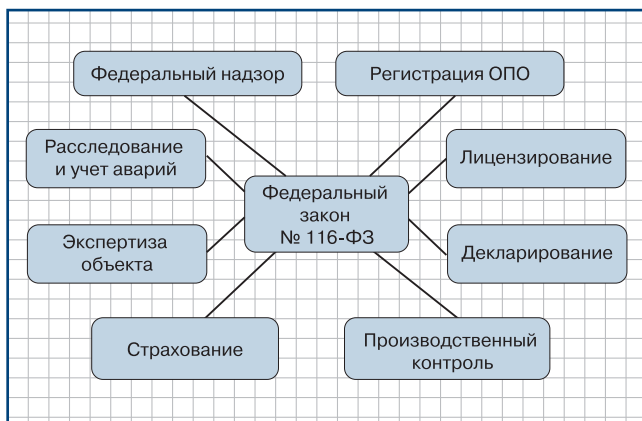 Федеральный надзор
Регистрация ОПО
Расследование
и учет аварий
Лицензирование
Федеральный
закон
№ 116-ФЗ
Экспертиза
объекта
Декларирование
Страхование
Производственный
контроль